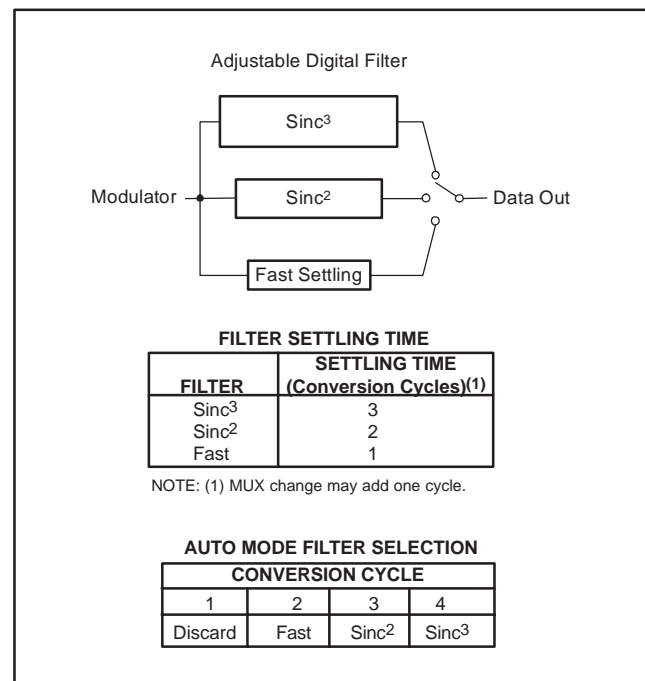 Adjustable Digital Filter
Sinc³
Modulator
Sinc²
Data Out
Fast Settling
FILTER SETTLING TIME
FILTER
SETTLING TIME
(Conversion Cycles)(1)
Sinc³ 3
Sinc² 2
Fast 1
NOTE: (1) MUX change may add one cycle.
AUTO MODE FILTER SELECTION
CONVERSION CYCLE
1 2 3 4
Discard Fast Sinc² Sinc³